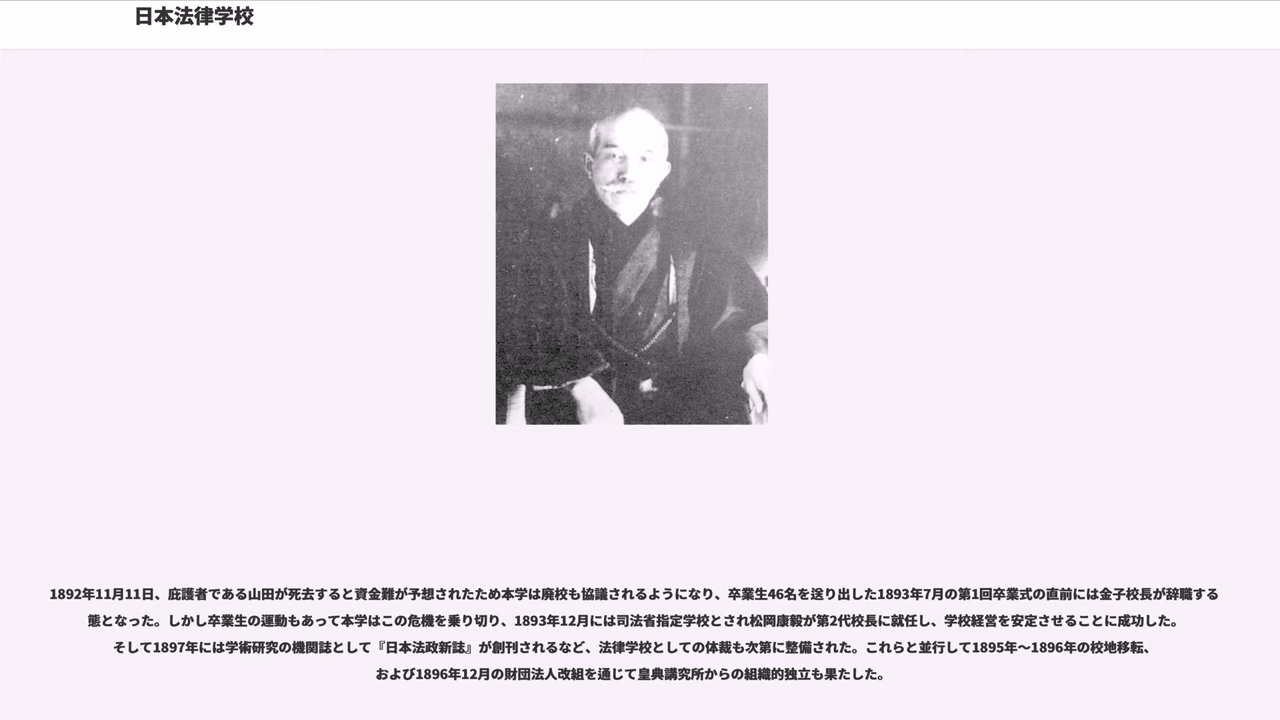 日本法律学校
1892年11月11日、庇護者である山田が死去すると資金難が予想されたため本学は廃校も協議されるようになり、卒業生46名を送り出した1893年7月の第1回卒業式の直前には金子校長が辞職する
態となった。しかし卒業生の運動もあって本学はこの危機を乗り切り、1893年12月には司法省指定学校とされ松岡康毅が第2代校長に就任し、学校経営を安定させることに成功した。
そして1897年には学術研究の機関誌として『日本法政新誌』が創刊されるなど、法律学校としての体裁も次第に整備された。これらと並行して1895年〜1896年の校地移転、
および1896年12月の財団法人改組を通じて皇典講究所からの組織的独立も果たした。